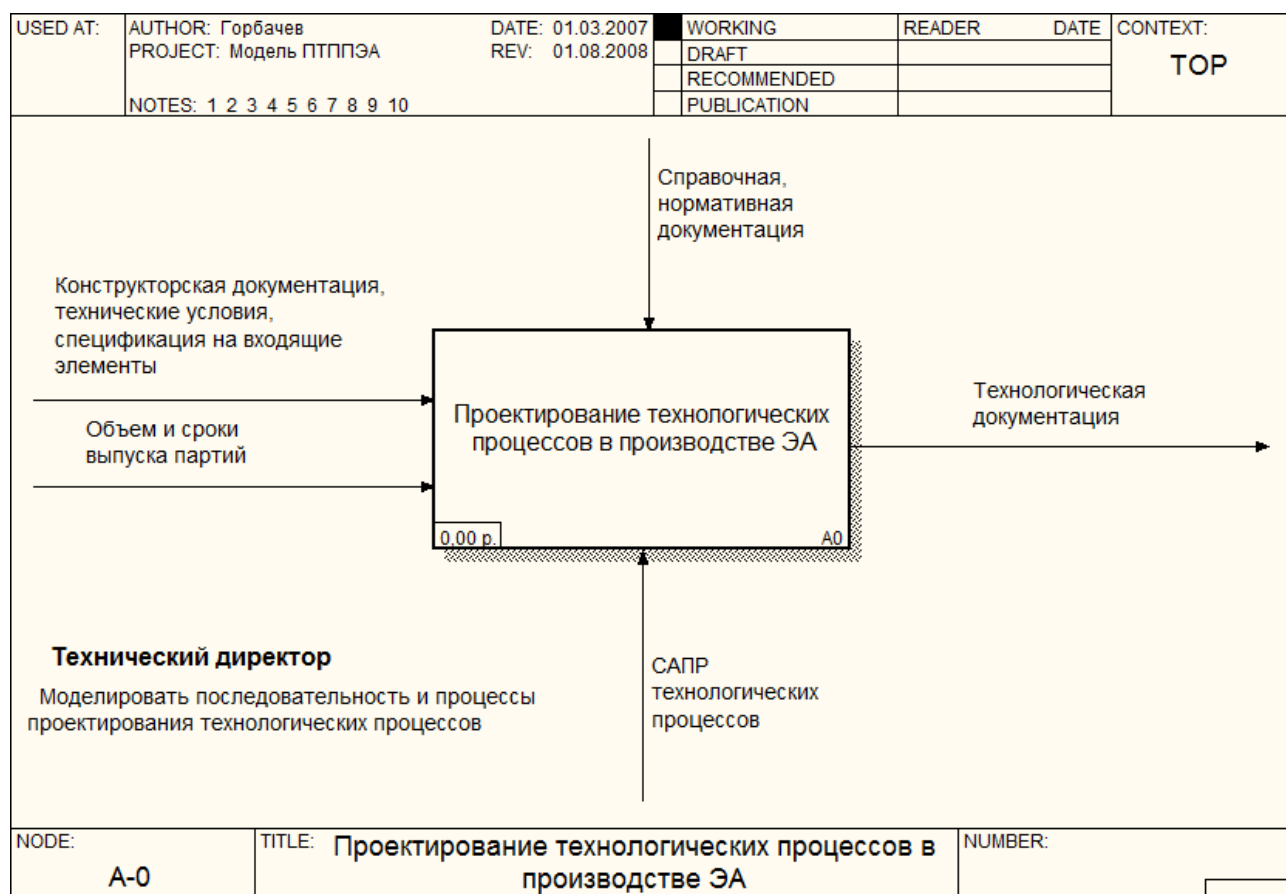 USED AT:
AUTHOR: Горбачев
DATE: 01.03.2007
PROJECT: Модель ПТППЭА
REV: 01.08.2008
NOTES: 1 2 3 4 5 6 7 8 9 10
WORKING
DRAFT
RECOMMENDED
PUBLICATION
READER
DATE
CONTEXT:
TOP
Справочная,
нормативная
документация
Конструкторская документация,
технические условия,
спецификация на входящие
элементы
Объем и сроки
выпуска партий
Проектирование технологических
процессов в производстве ЭА
0,00 р.
A0
Технологическая
документация
Технический директор
Моделировать последовательность и процессы
проектирования технологических процессов
САПР
технологических
процессов
NODE:
A-0
TITLE:
Проектирование технологических процессов в
производстве ЭА
NUMBER: